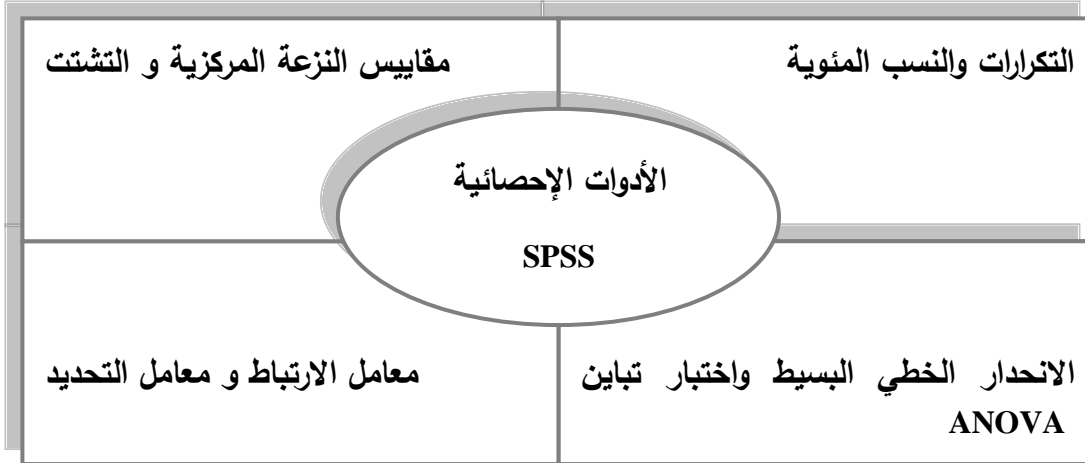 التكرارات والنسب المئوية
مقاييس النزعة المركزية و التشتت
الأدوات الإحصائية
SPSS
الانحدار الخطي البسيط واختبار تباين
ANOVA
معامل الارتباط و معامل التحديد